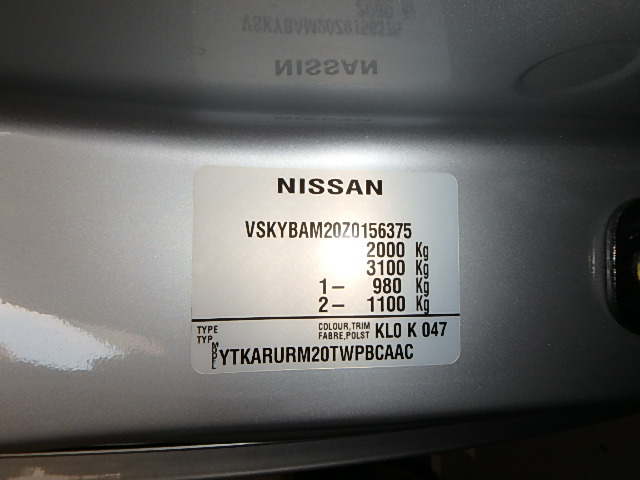 NISSAN
VSKYBAM20Z0156375
2000 Kg
3100 Kg
1– 980 Kg
2– 1100 Kg
TYPE COLOUR,TRIM KL0 K 047
TYP FABRE,POLST
MODEL YTKARURM20TWPBCAAC